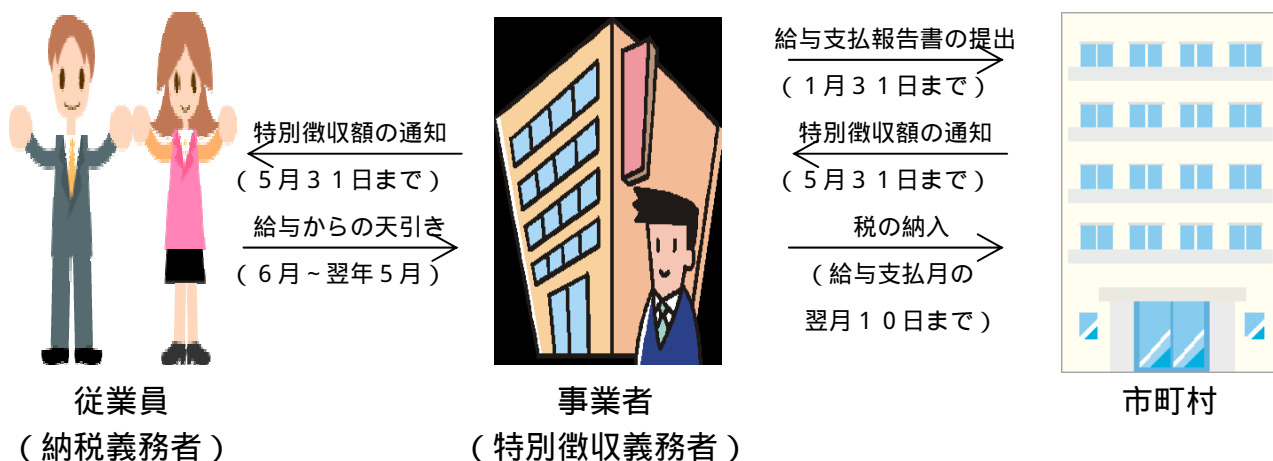 給与支払報告書の提出
（１月３１日まで）
特別徴収額の通知
（５月３１日まで）
給与からの天引き
（６月～翌年５月）
特別徴収額の通知
（５月３１日まで）
税の納入
（給与支払月の
翌月１０日まで）
従業員
（納税義務者）
事業者
（特別徴収義務者）
市町村